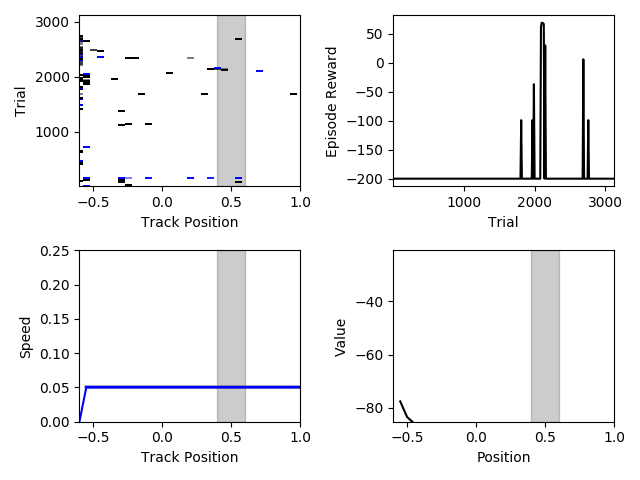 3000
2000
1000
Trial
−0.5 0.0 0.5 1.0
Track Position
50
0
−50
−100
−150
−200
Episode Reward
1000 2000 3000
Trial
0.25
0.20
0.15
0.10
0.05
0.00
Speed
−0.5 0.0 0.5 1.0
Track Position
−40
−60
−80
Value
−0.5 0.0 0.5 1.0
Position